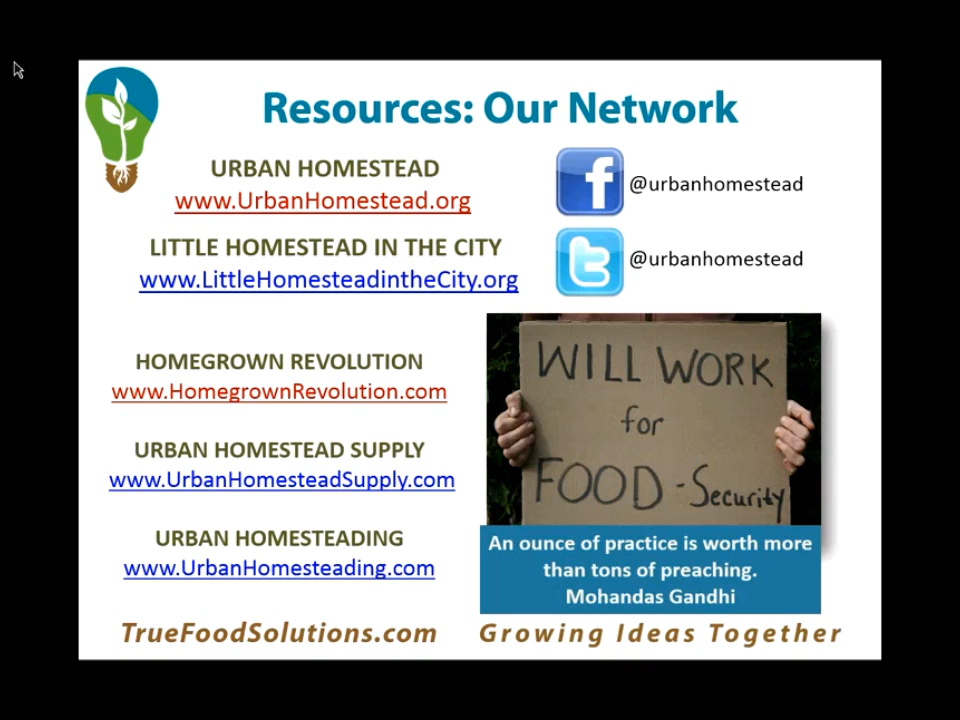 Resources: Our Network
URBAN HOMESTEAD
www.UrbanHomestead.org
@urbanhomestead
LITTLE HOMESTEAD IN THE CITY
www.LittleHomesteadintheCity.org
@urbanhomestead
HOMEGROWN REVOLUTION
www.HomegrownRevolution.com
URBAN HOMESTEAD SUPPLY
www.UrbanHomesteadSupply.com
URBAN HOMESTEADING
www.UrbanHomesteading.com
WILL WORK
for
FOOD - Security
An ounce of practice is worth more
than tons of preaching.
Mohandas Gandhi
TrueFoodSolutions.com
Growing Ideas Together